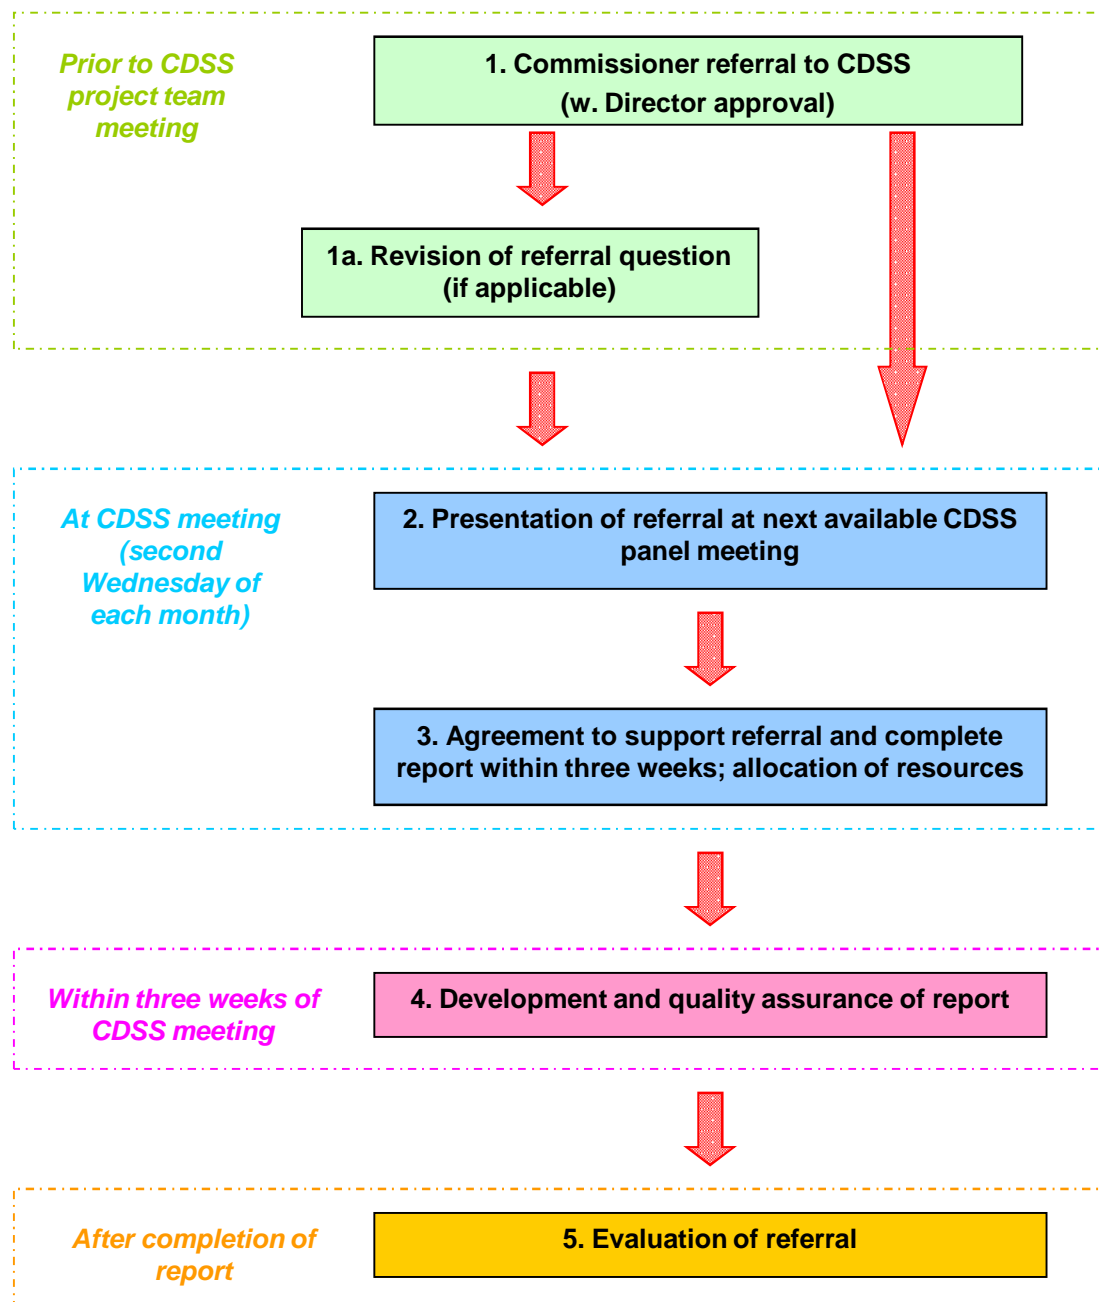 Prior to CDSS
project team
meeting
1. Commissioner referral to CDSS
(w. Director approval)
1a. Revision of referral question
(if applicable)
At CDSS meeting
(second
Wednesday of
each month)
2. Presentation of referral at next available CDSS
panel meeting
3. Agreement to support referral and complete
report within three weeks; allocation of resources
Within three weeks of
CDSS meeting
4. Development and quality assurance of report
After completion of
report
5. Evaluation of referral